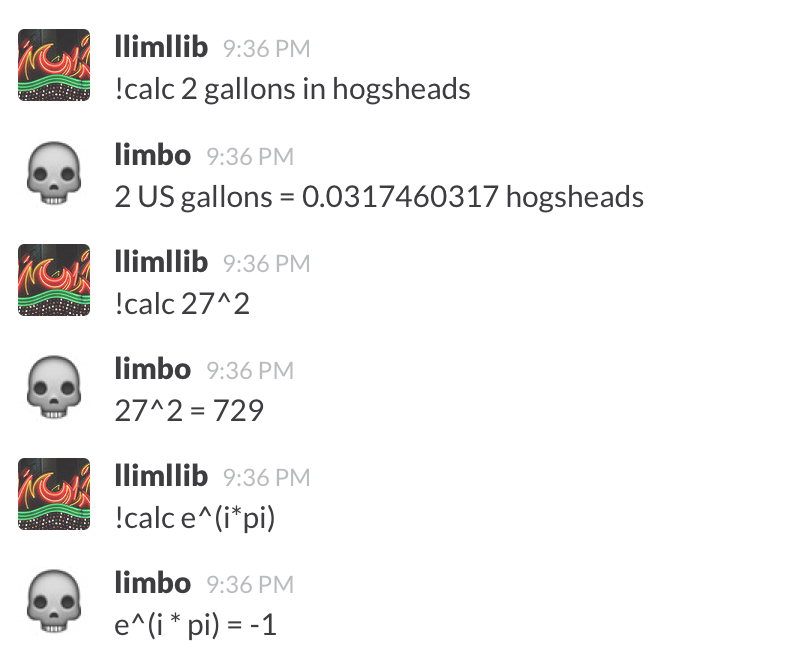 llimllib 9:36 PM
!calc 2 gallons in hogsheads
limbo 9:36 PM
2 US gallons = 0.0317460317 hogsheads
llimllib 9:36 PM
!calc 27^2
limbo 9:36 PM
27^2 = 729
llimllib 9:36 PM
!calc e^(i*pi)
limbo 9:36 PM
e^(i * pi) = -1